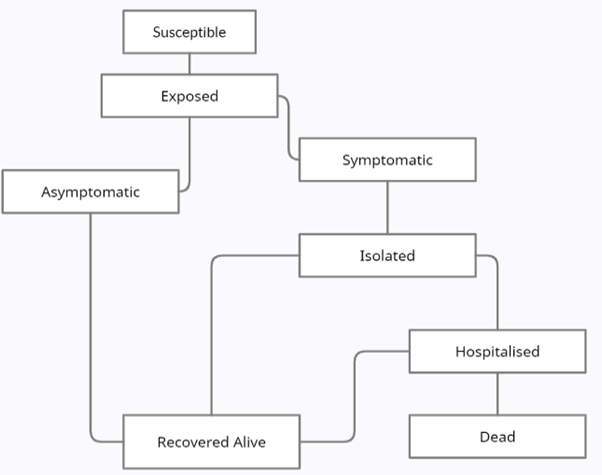 Susceptible
Exposed
Symptomatic
Asymptomatic
Isolated
Hospitalised
Recovered Alive
Dead